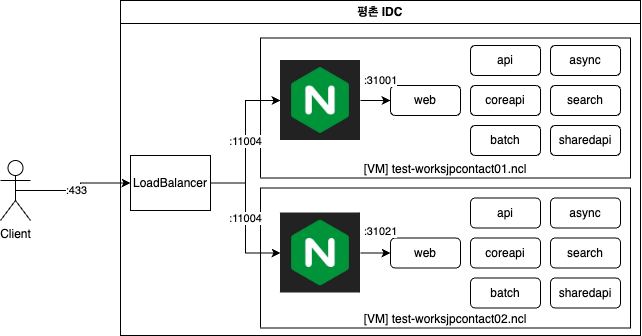 평촌 IDC
:31001
api
async
web
coreapi
search
batch
sharedapi
:11004
[VM] test-worksjpcontact01.ncl
:433
LoadBalancer
Client
:11004
:31021
api
async
web
coreapi
search
batch
sharedapi
[VM] test-worksjpcontact02.ncl
N
N